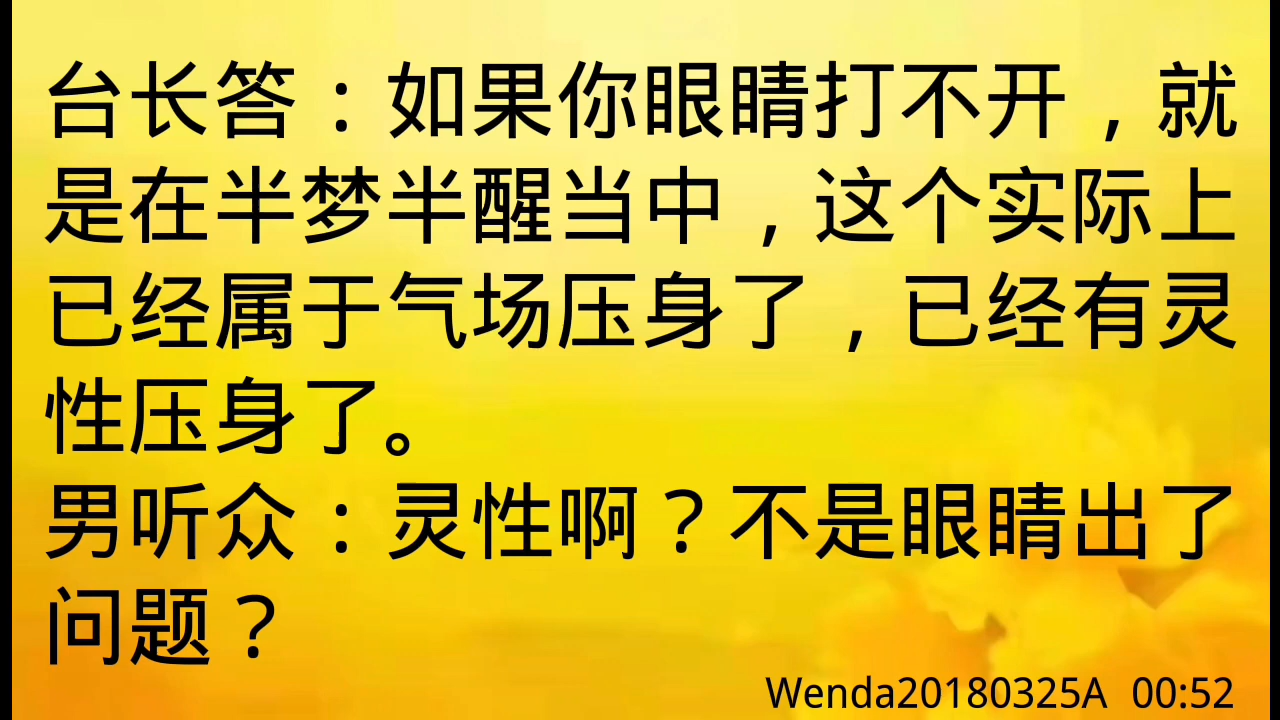 台长答：如果你眼睛打不开，就
是在半梦半醒当中，这个实际上
已经属于气场压身了，已经有灵
性压身了。
男听众：灵性啊？不是眼睛出了
问题？
Wenda20180325A 00:52